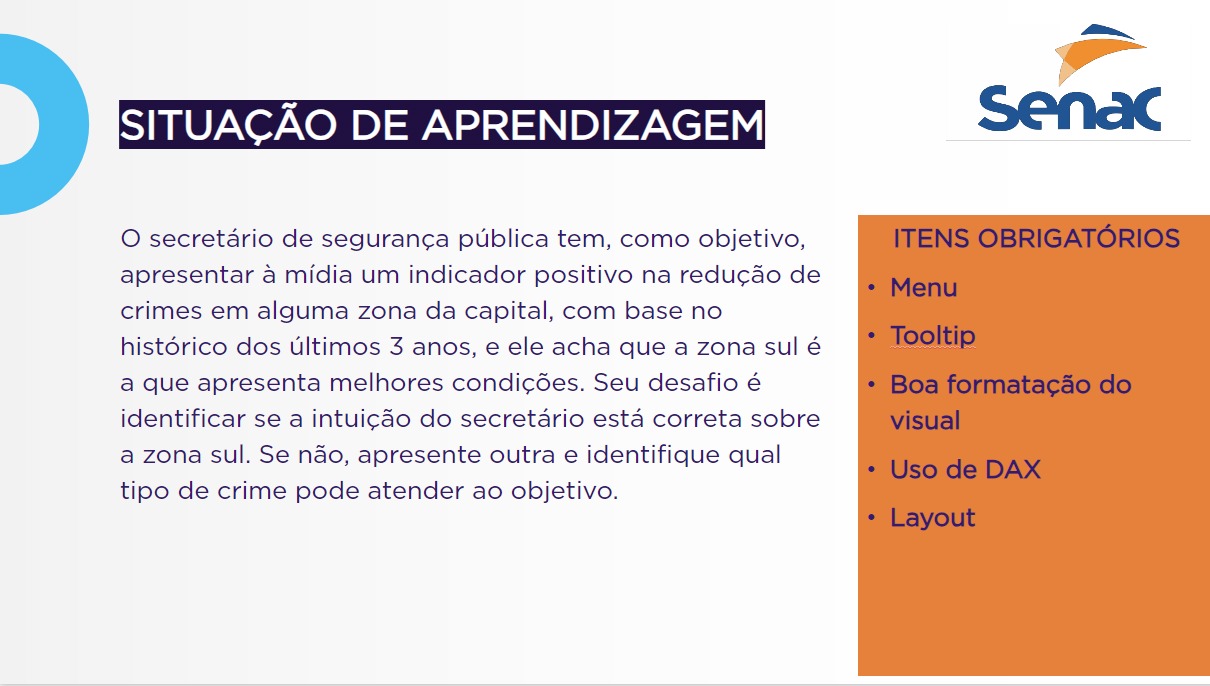 Senac
SITUAÇÃO DE APRENDIZAGEM
O secretário de segurança pública tem, como objetivo,
apresentar à mídia um indicador positivo na redução de
crimes em alguma zona da capital, com base no
histórico dos últimos 3 anos, e ele acha que a zona sul é
a que apresenta melhores condições. Seu desafio é
identificar se a intuição do secretário está correta sobre
a zona sul. Se não, apresente outra e identifique qual
tipo de crime pode atender ao objetivo.
ITENS OBRIGATÓRIOS
• Menu
• Tooltip
• Boa formatação do
visual
• Uso de DAX
• Layout